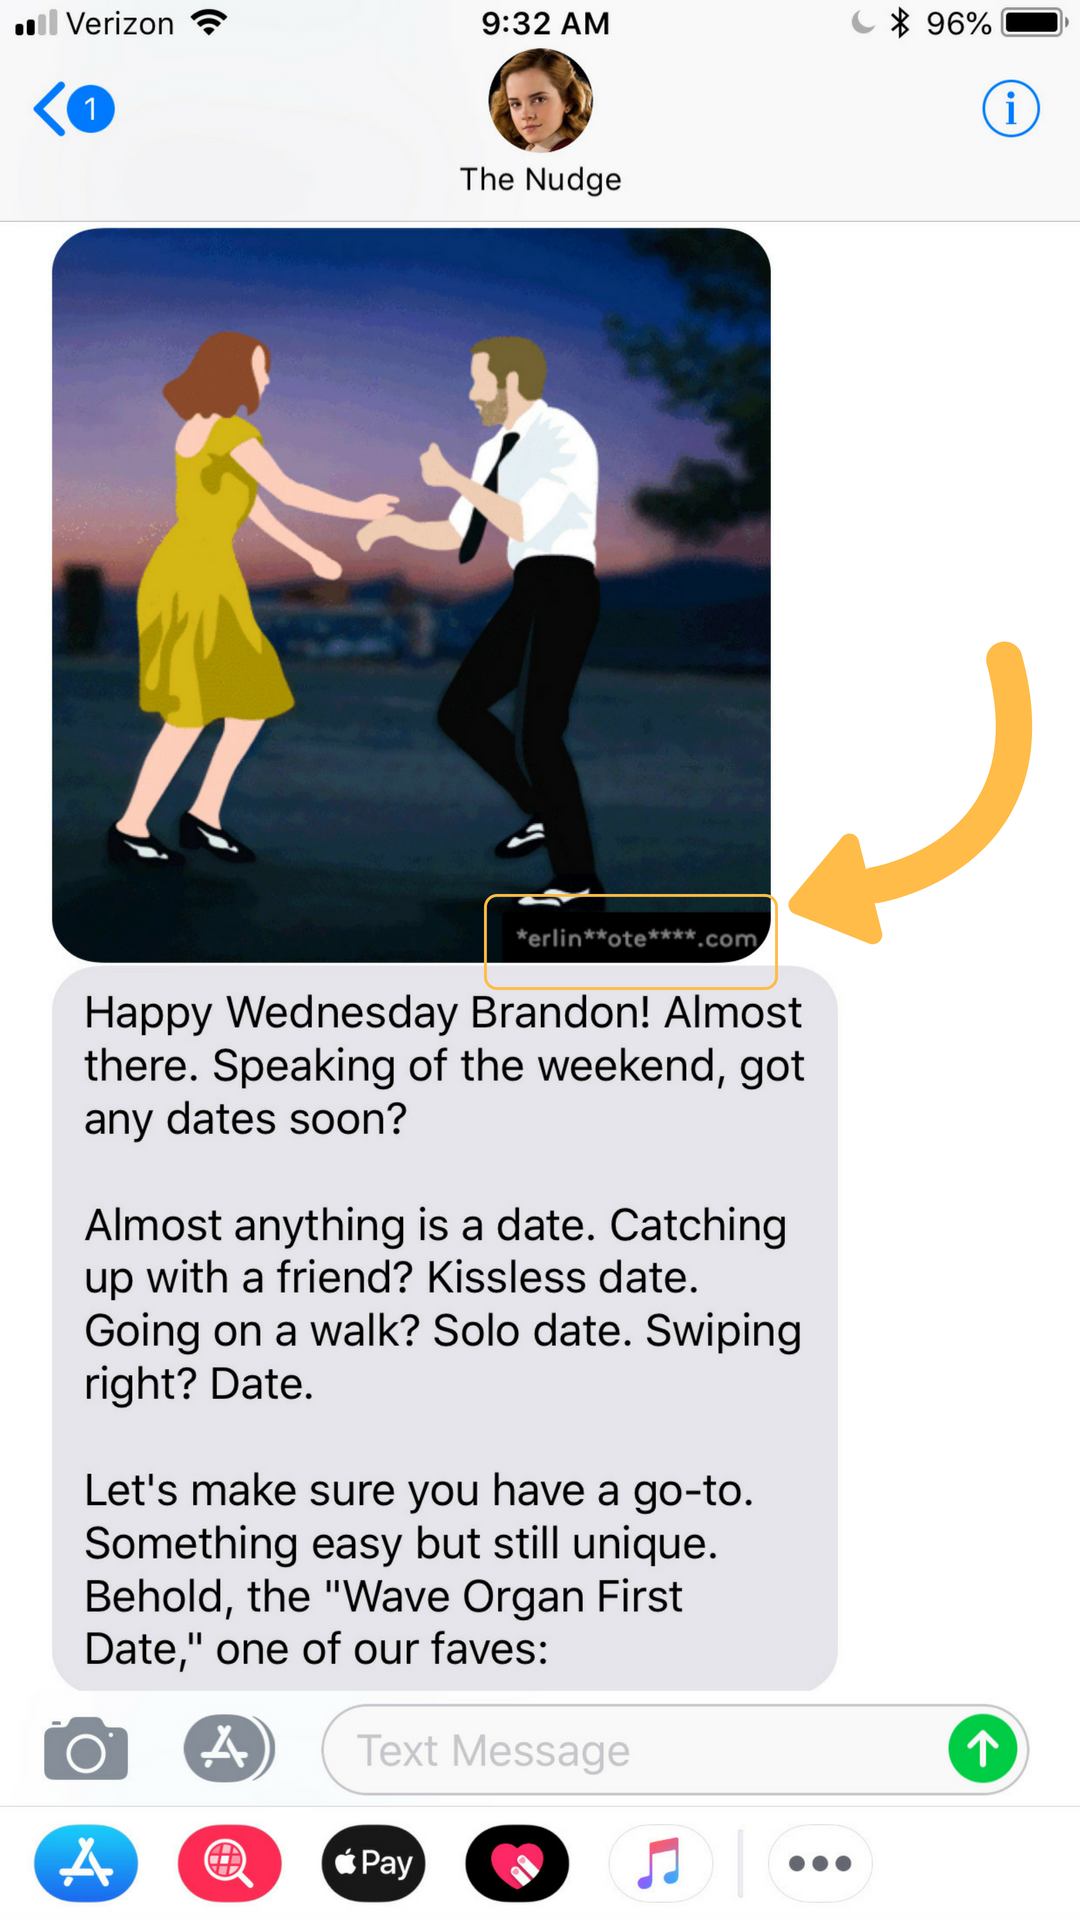 Verizon 9:32 AM 96%
1
The Nudge
*erlin**ote****.com
Happy Wednesday Brandon! Almost
there. Speaking of the weekend, got
any dates soon?
Almost anything is a date. Catching
up with a friend? Kissless date.
Going on a walk? Solo date. Swiping
right? Date.
Let's make sure you have a go-to.
Something easy but still unique.
Behold, the "Wave Organ First
Date," one of our faves:
Text Message
Pay